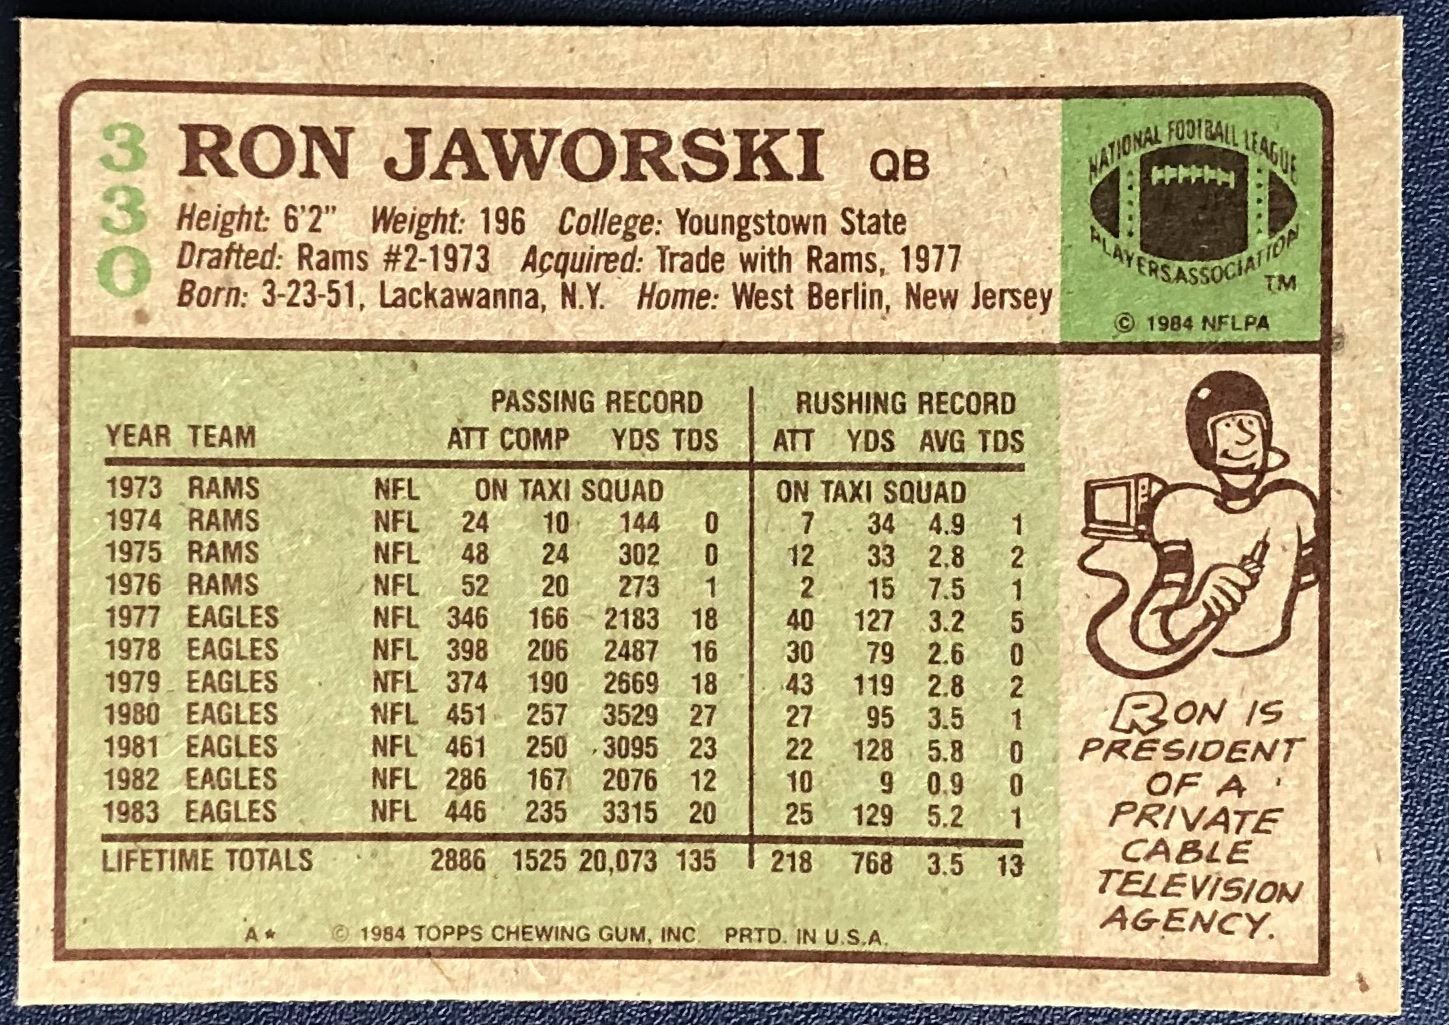 330
RON JAWORSKI QB
Height: 6'2" Weight: 196 College: Youngstown State
Drafted: Rams #2-1973 Acquired: Trade with Rams, 1977
Born: 3-23-51, Lackawanna, N.Y. Home: West Berlin, New Jersey
NATIONAL FOOTBALL LEAGUE
PLAYERS ASSOCIATION
TM
© 1984 NFLPA
PASSING RECORD RUSHING RECORD
YEAR TEAM ATT COMP YDS TDS ATT YDS AVG TDS
1973 RAMS NFL ON TAXI SQUAD ON TAXI SQUAD
1974 RAMS NFL 24 10 144 0 7 34 4.9 1
1975 RAMS NFL 48 24 302 0 12 33 2.8 2
1976 RAMS NFL 52 20 273 1 2 15 7.5 1
1977 EAGLES NFL 346 166 2183 18 40 127 3.2 5
1978 EAGLES NFL 398 206 2487 16 30 79 2.6 0
1979 EAGLES NFL 374 190 2669 18 43 119 2.8 2
1980 EAGLES NFL 451 257 3529 27 27 95 3.5 1
1981 EAGLES NFL 461 250 3095 23 22 128 5.8 0
1982 EAGLES NFL 286 167 2076 12 10 9 0.9 0
1983 EAGLES NFL 446 235 3315 20 25 129 5.2 1
LIFETIME TOTALS 2886 1525 20,073 135 218 768 3.5 13
A* © 1984 TOPPS CHEWING GUM, INC. PRTD. IN U.S.A.
RON IS
PRESIDENT
OF A
PRIVATE
CABLE
TELEVISION
AGENCY.